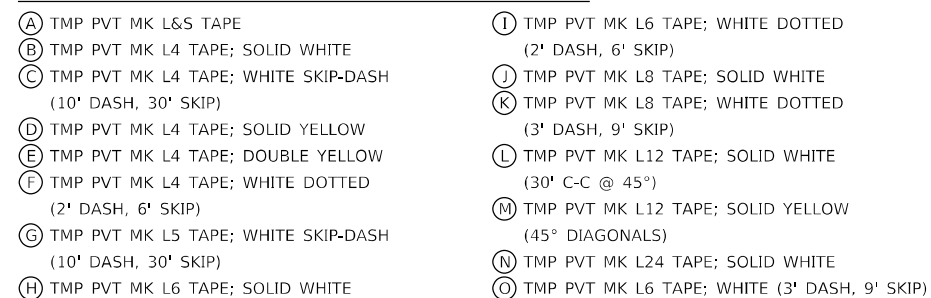 A TMP PVT MK L&S TAPE
B TMP PVT MK L4 TAPE; SOLID WHITE
C TMP PVT MK L4 TAPE; WHITE SKIP-DASH
(10' DASH, 30' SKIP)
D TMP PVT MK L4 TAPE; SOLID YELLOW
E TMP PVT MK L4 TAPE; DOUBLE YELLOW
F TMP PVT MK L4 TAPE; WHITE DOTTED
(2' DASH, 6' SKIP)
G TMP PVT MK L5 TAPE; WHITE SKIP-DASH
(10' DASH, 30' SKIP)
H TMP PVT MK L6 TAPE; SOLID WHITE
I TMP PVT MK L6 TAPE; WHITE DOTTED
(2' DASH, 6' SKIP)
J TMP PVT MK L8 TAPE; SOLID WHITE
K TMP PVT MK L8 TAPE; WHITE DOTTED
(3' DASH, 9' SKIP)
L TMP PVT MK L12 TAPE; SOLID WHITE
(30' C-C @ 45°)
M TMP PVT MK L12 TAPE; SOLID YELLOW
(45° DIAGONALS)
N TMP PVT MK L24 TAPE; SOLID WHITE
O TMP PVT MK L6 TAPE; WHITE (3' DASH, 9' SKIP)